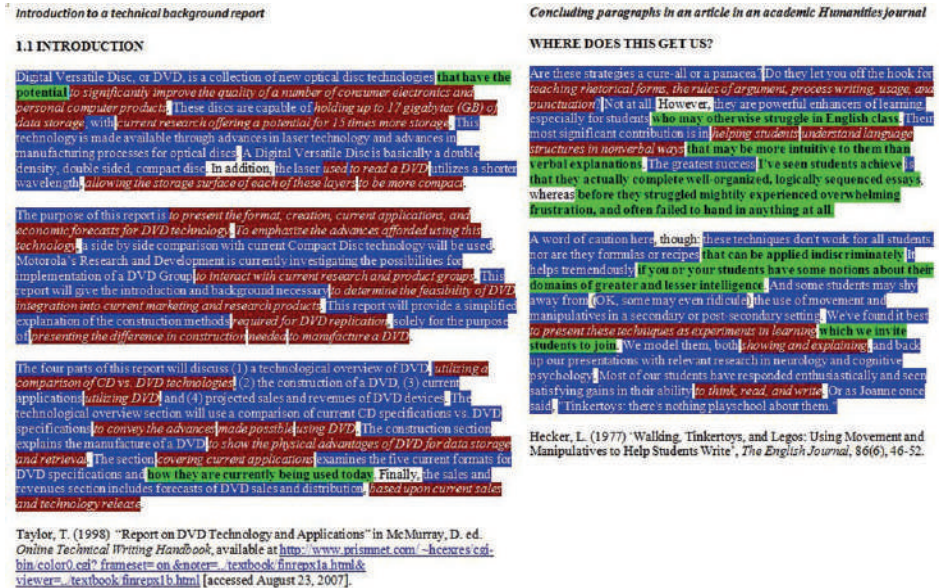 Introduction to a technical background report
1.1 INTRODUCTION
Digital Versatile Disc, or DVD, is a collection of new optical disc technologies that have the
potential to significantly improve the quality of a number of consumer electronics and
personal computer products. These discs are capable of holding up to 17 gigabytes (GB) of
data storage, with current research offering a potential for 15 times more storage. This
technology is made available through advances in laser technology and advances in
manufacturing processes for optical discs. A Digital Versatile Disc is basically a double
density, double sided, compact disc. In addition, the laser used to read a DVD utilizes a shorter
wavelength, allowing the storage surface of each of these layers to be more compact.
The purpose of this report is to present the format, creation, current applications, and
economic forecasts for DVD technology. To emphasize the advances afforded using this
technology, a side by side comparison with current Compact Disc technology will be used.
Motorola's Research and Development is currently investigating the possibilities for
implementation of a DVD Group to interact with current research and product groups. This
report will give the introduction and background necessary to determine the feasibility of DVD
integration into current marketing and research products. This report will provide a simplified
explanation of the construction methods required for DVD replication, solely for the purpose
of presenting the difference in construction needed to manufacture a DVD.
The four parts of this report will discuss (1) a technological overview of DVD, utilizing a
comparison of CD vs. DVD technologies, (2) the construction of a DVD, (3) current
applications utilizing DVD, and (4) projected sales and revenues of DVD devices. The
technological overview section will use a comparison of current CD specifications vs. DVD
specifications to convey the advances made possible using DVD. The construction section
explains the manufacture of a DVD to show the physical advantages of DVD for data storage
and retrieval. The section covering current applications examines the five current formats for
DVD specifications and how they are currently being used today. Finally, the sales and
revenues section includes forecasts of DVD sales and distribution, based upon current sales
and technology release.
Taylor, T. (1998) "Report on DVD Technology and Applications" in McMurray, D. ed.
Online Technical Writing Handbook, available at http://www.prismnet.com/~hcexres/cgi-
bin/color0.cgi? frameset= on &noter=../textbook/finrepx1a.html&
viewer=../textbook/finrepx1b.html [accessed August 23, 2007].
Concluding paragraphs in an article in an academic Humanities journal
WHERE DOES THIS GET US?
Are these strategies a cure-all or a panacea? Do they let you off the hook for
teaching rhetorical forms, the rules of argument, process writing, usage, and
punctuation? Not at all. However, they are powerful enhancers of learning,
especially for students who may otherwise struggle in English class. Their
most significant contribution is in helping students understand language
structures in nonverbal ways that may be more intuitive to them than
verbal explanations. The greatest success I've seen students achieve is
that they actually complete well-organized, logically sequenced essays,
whereas before they struggled mightily experienced overwhelming
frustration, and often failed to hand in anything at all.
A word of caution here, though: these techniques don't work for all students,
nor are they formulas or recipes that can be applied indiscriminately. It
helps tremendously if you or your students have some notions about their
domains of greater and lesser intelligence. And some students may shy
away from (OK, some may even ridicule) the use of movement and
manipulatives in a secondary or post-secondary setting. We've found it best
to present these techniques as experiments in learning which we invite
students to join. We model them, both showing and explaining, and back
up our presentations with relevant research in neurology and cognitive
psychology. Most of our students have responded enthusiastically and seen
satisfying gains in their ability to think, read, and write. Or as Joanne once
said, "Tinkertoys: there's nothing playschool about them."
Hecker, L. (1977) 'Walking, Tinkertoys, and Legos: Using Movement and
Manipulatives to Help Students Write', The English Journal, 86(6), 46-52.